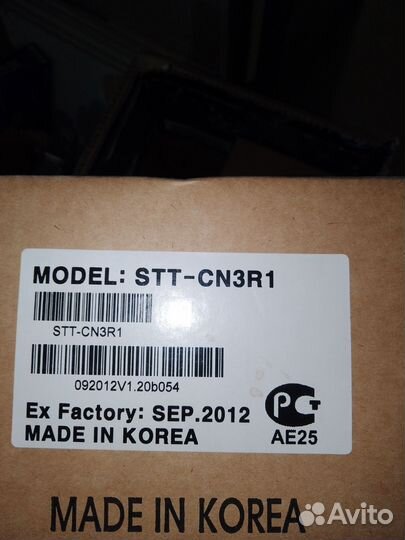 MODEL: STT-CN3R1
STT-CN3R1
092012V1.20b054
Ex Factory: SEP.2012
MADE IN KOREA
РСТ
AE25
MADE IN KOREA
Avito